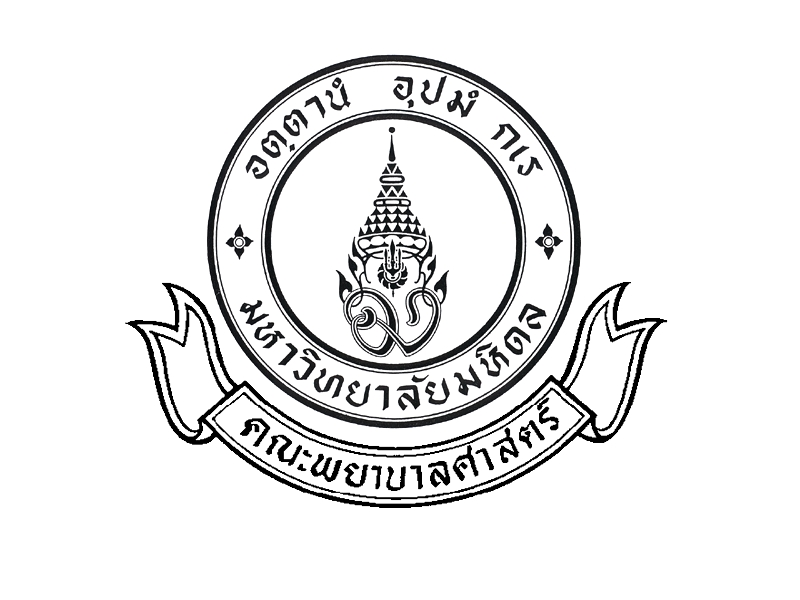 อตฺตานํ อุปมํ กเร
มหาวิทยาลัยมหิดล
คณะพยาบาลศาสตร์